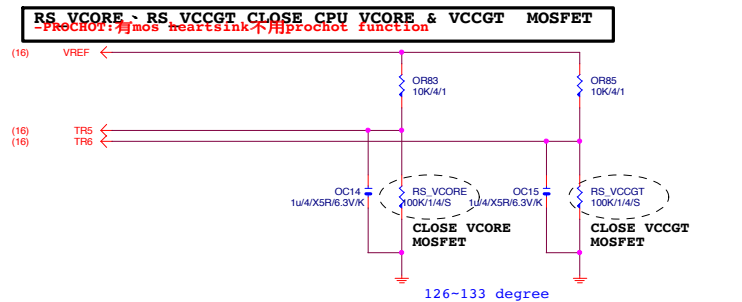 RS_VCORE、RS_VCCGT CLOSE CPU VCORE & VCCGT MOSFET
-PROCHOT:有mos heartsink不用prochot function
(16) VREF
OR83
10K/4/1
OR85
10K/4/1
(16) TR5
(16) TR6
OC14
1u/4/X5R/6.3V/K
RS_VCORE
100K/1/4/S
OC15
1u/4/X5R/6.3V/K
RS_VCCGT
100K/1/4/S
CLOSE VCORE
MOSFET
CLOSE VCCGT
MOSFET
126~133 degree